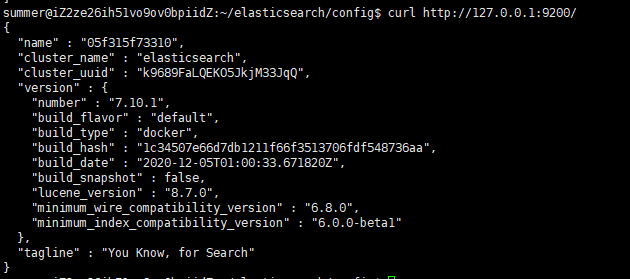 summer@iZ2ze26ih51vo9ov0bpiidZ:~/elasticsearch/config$ curl http://127.0.0.1:9200/
{
  "name" : "05f315f73310",
  "cluster_name" : "elasticsearch",
  "cluster_uuid" : "k9689FaLQEKO5JkjM33JqQ",
  "version" : {
    "number" : "7.10.1",
    "build_flavor" : "default",
    "build_type" : "docker",
    "build_hash" : "1c34507e66d7db1211f66f3513706fdf548736aa",
    "build_date" : "2020-12-05T01:00:33.671820Z",
    "build_snapshot" : false,
    "lucene_version" : "8.7.0",
    "minimum_wire_compatibility_version" : "6.8.0",
    "minimum_index_compatibility_version" : "6.0.0-beta1"
  },
  "tagline" : "You Know, for Search"
}